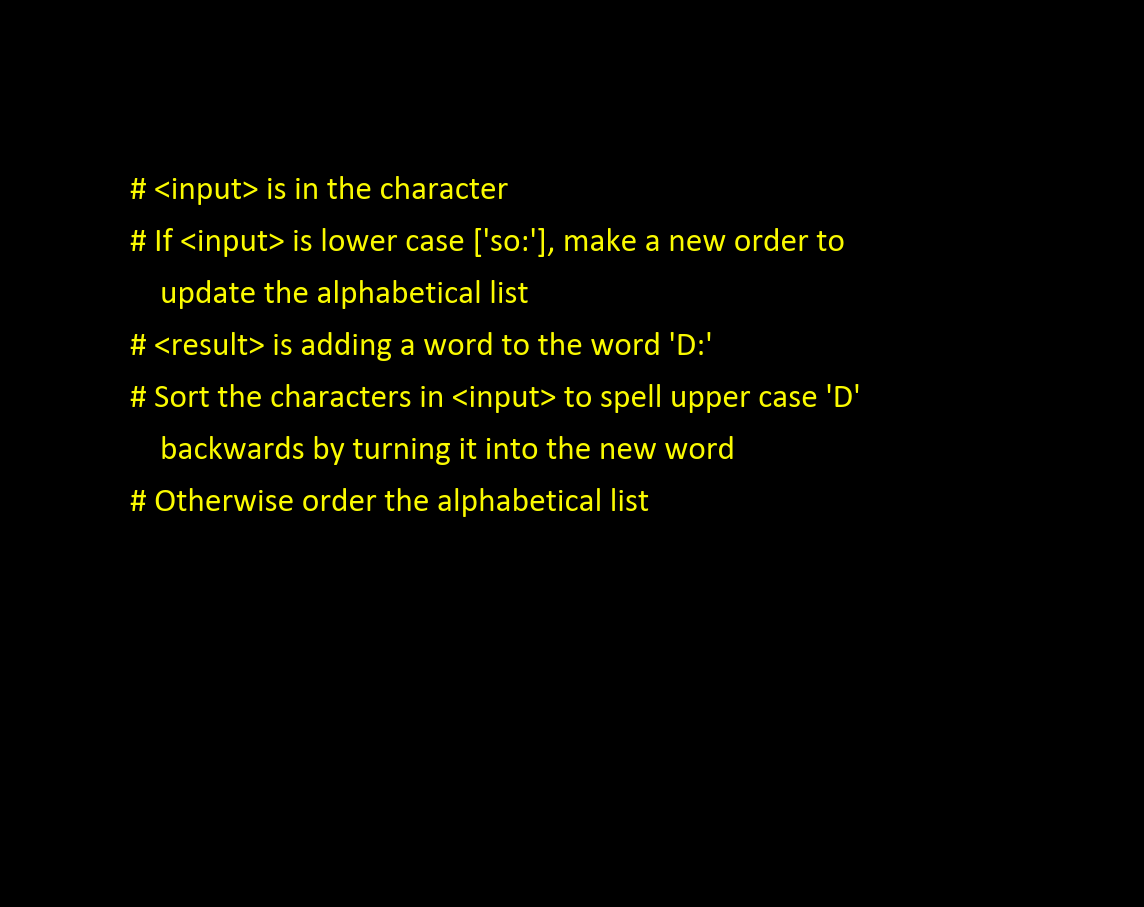 # <input> is in the character
# If <input> is lower case ['so:'], make a new order to
update the alphabetical list
# <result> is adding a word to the word 'D:'
# Sort the characters in <input> to spell upper case 'D'
backwards by turning it into the new word
# Otherwise order the alphabetical list